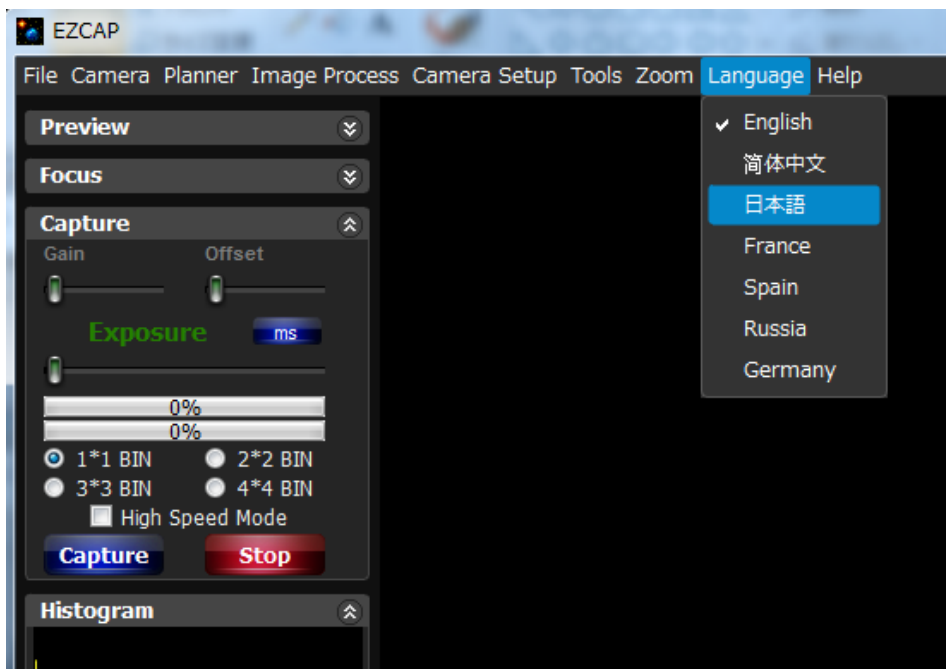 EZCAP
File Camera Planner Image Process Camera Setup Tools Zoom Language Help
Preview
Focus
Capture
Gain Offset
Exposure ms
0%
0%
1*1 BIN 2*2 BIN
3*3 BIN 4*4 BIN
High Speed Mode
Capture Stop
Histogram
English
简体中文
日本語
France
Spain
Russia
Germany